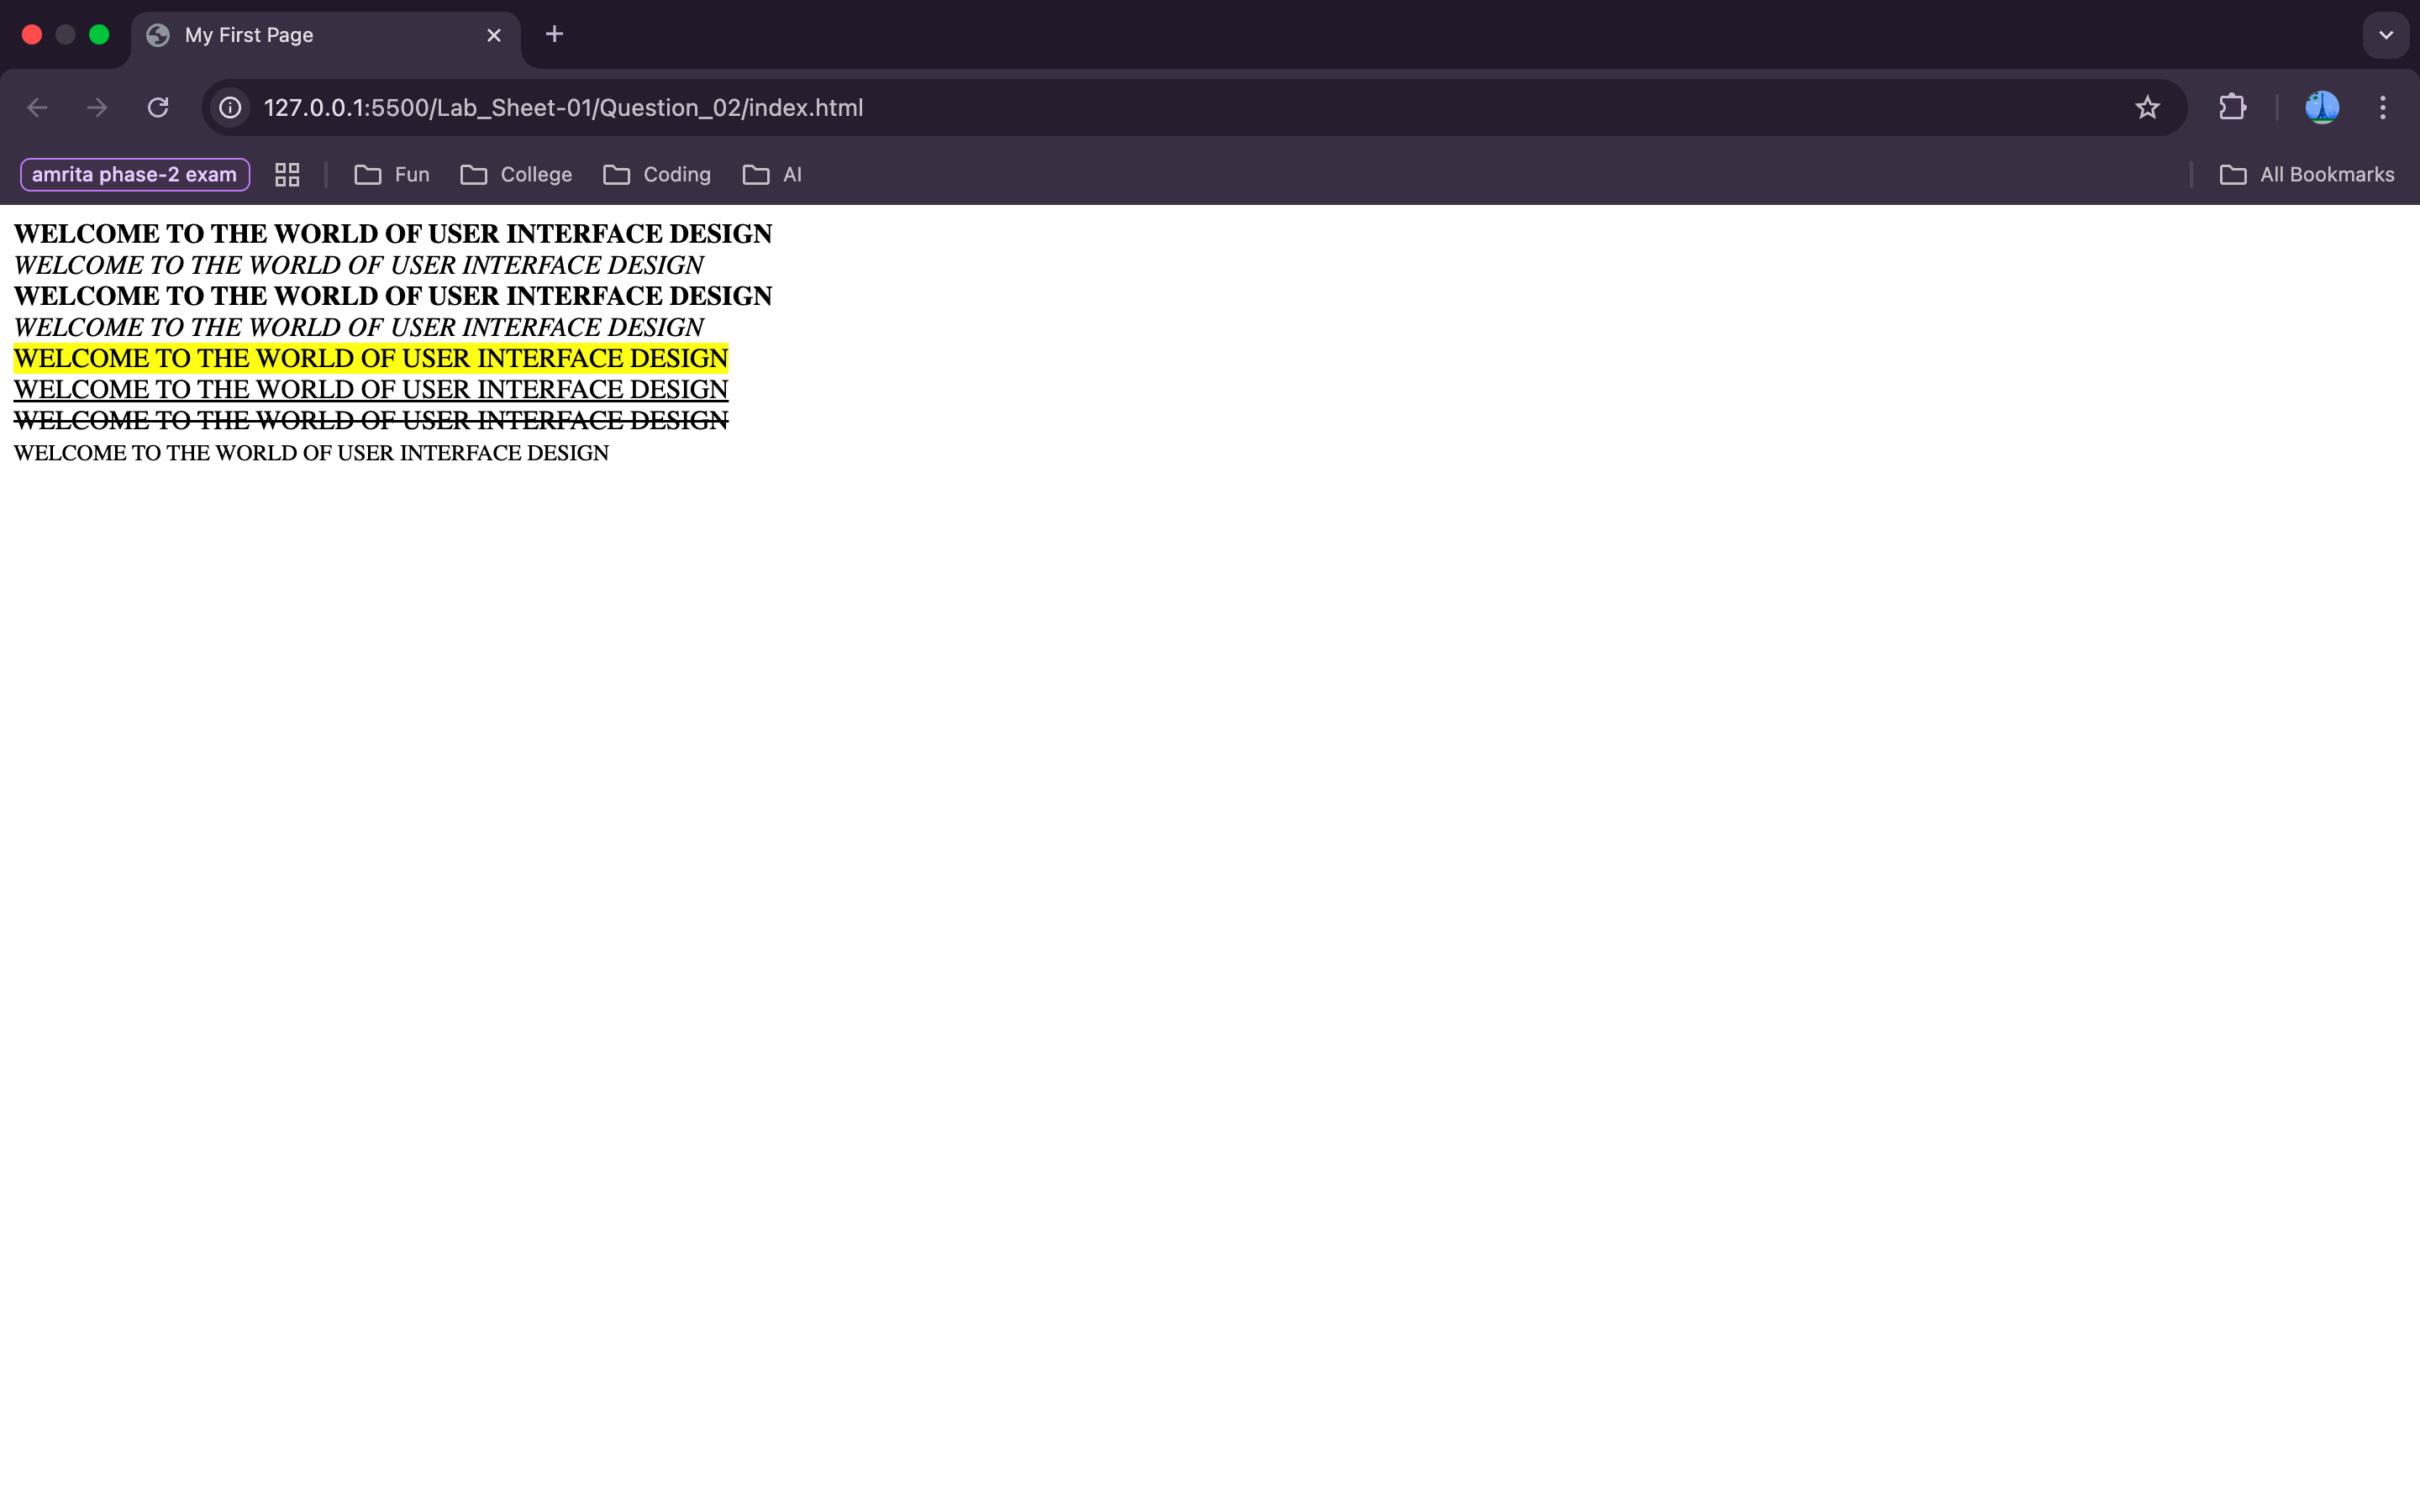 My First Page
127.0.0.1:5500/Lab_Sheet-01/Question_02/index.html
amrita phase-2 exam Fun College Coding AI All Bookmarks
WELCOME TO THE WORLD OF USER INTERFACE DESIGN
WELCOME TO THE WORLD OF USER INTERFACE DESIGN
WELCOME TO THE WORLD OF USER INTERFACE DESIGN
WELCOME TO THE WORLD OF USER INTERFACE DESIGN
WELCOME TO THE WORLD OF USER INTERFACE DESIGN
WELCOME TO THE WORLD OF USER INTERFACE DESIGN
WELCOME TO THE WORLD OF USER INTERFACE DESIGN
WELCOME TO THE WORLD OF USER INTERFACE DESIGN